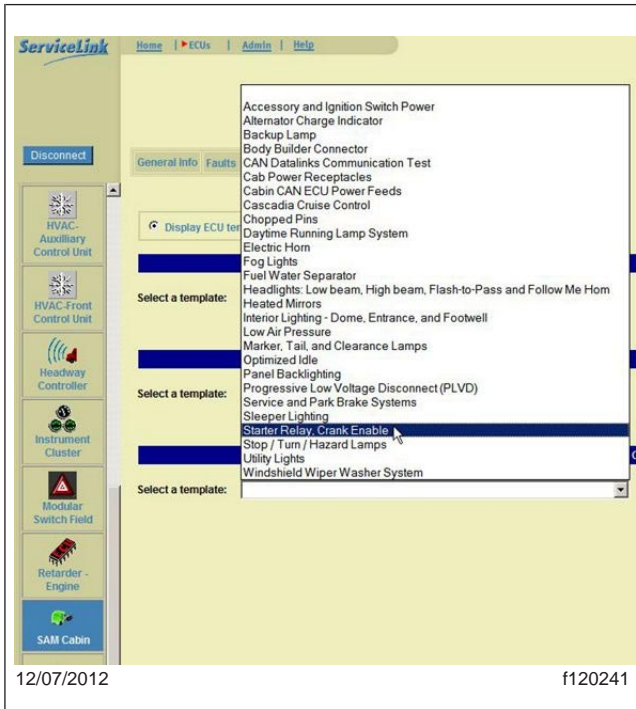 ServiceLink
Home | ECUs | Admin | Help
Disconnect
General Info Faults
HVAC-
Auxilliary
Control Unit
HVAC-Front
Control Unit
Headway
Controller
Instrument
Cluster
Modular
Switch Field
Retarder -
Engine
SAM Cabin
Display ECU ter
Select a template:
Select a template:
Select a template:
Accessory and Ignition Switch Power
Alternator Charge Indicator
Backup Lamp
Body Builder Connector
CAN Datalinks Communication Test
Cab Power Receptacles
Cabin CAN ECU Power Feeds
Cascadia Cruise Control
Chopped Pins
Daytime Running Lamp System
Electric Horn
Fog Lights
Fuel Water Separator
Headlights: Low beam, High beam, Flash-to-Pass and Follow Me Hom
Heated Mirrors
Interior Lighting - Dome, Entrance, and Footwell
Low Air Pressure
Marker, Tail, and Clearance Lamps
Optimized Idle
Panel Backlighting
Progressive Low Voltage Disconnect (PLVD)
Service and Park Brake Systems
Sleeper Lighting
Starter Relay, Crank Enable
Stop / Turn / Hazard Lamps
Utility Lights
Windshield Wiper Washer System
12/07/2012
f120241